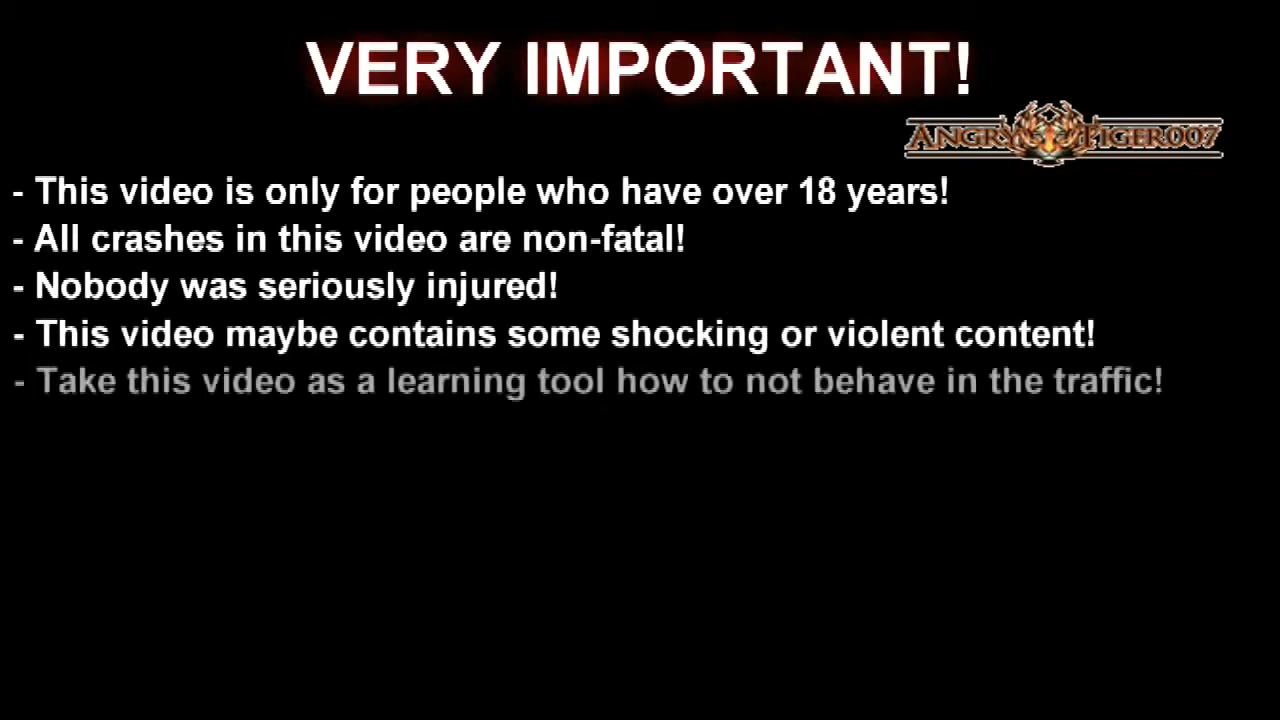 VERY IMPORTANT!
ANGRYTIGER007
- This video is only for people who have over 18 years!
- All crashes in this video are non-fatal!
- Nobody was seriously injured!
- This video maybe contains some shocking or violent content!
- Take this video as a learning tool how to not behave in the traffic!